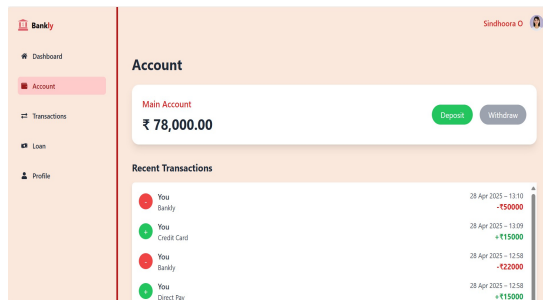 Bankly
Sindhoora O
Dashboard
Account
Transactions
Loan
Profile
Account
Main Account
₹ 78,000.00
Deposit
Withdraw
Recent Transactions
- You 28 Apr 2025 – 13:10
Bankly -₹50000
+ You 28 Apr 2025 – 13:09
Credit Card +₹15000
- You 28 Apr 2025 – 12:58
Bankly -₹22000
+ You 28 Apr 2025 – 12:58
Direct Pay +₹15000